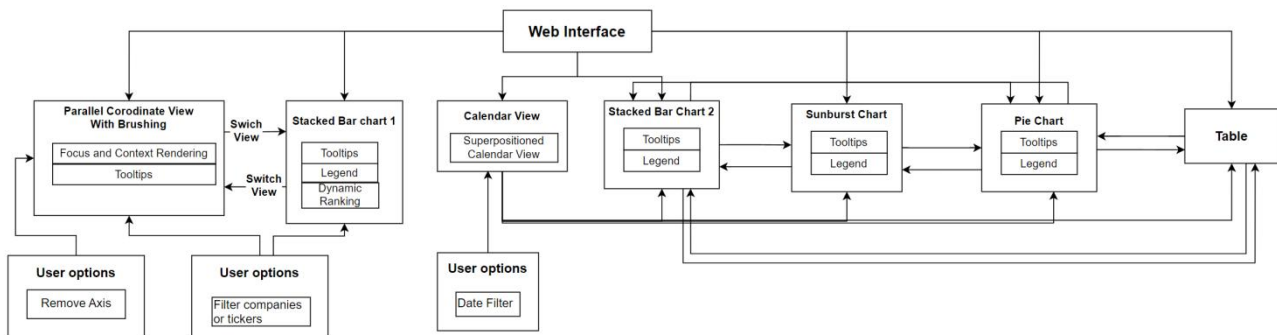 Web Interface
Parallel Corodinate View
With Brushing
Focus and Context Rendering
Tooltips
Swich
View
Switch
View
Stacked Bar chart 1
Tooltips
Legend
Dynamic
Ranking
Calendar View
Superpositioned
Calendar View
Stacked Bar Chart 2
Tooltips
Legend
Sunburst Chart
Tooltips
Legend
Pie Chart
Tooltips
Legend
Table
User options
Remove Axis
User options
Filter companies
or tickers
User options
Date Filter